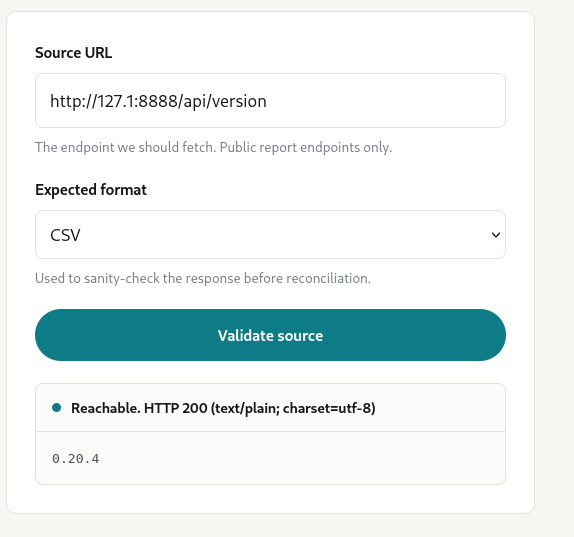 Source URL
http://127.1:8888/api/version
The endpoint we should fetch. Public report endpoints only.
Expected format
CSV
Used to sanity-check the response before reconciliation.
Validate source
Reachable. HTTP 200 (text/plain; charset=utf-8)
0.20.4